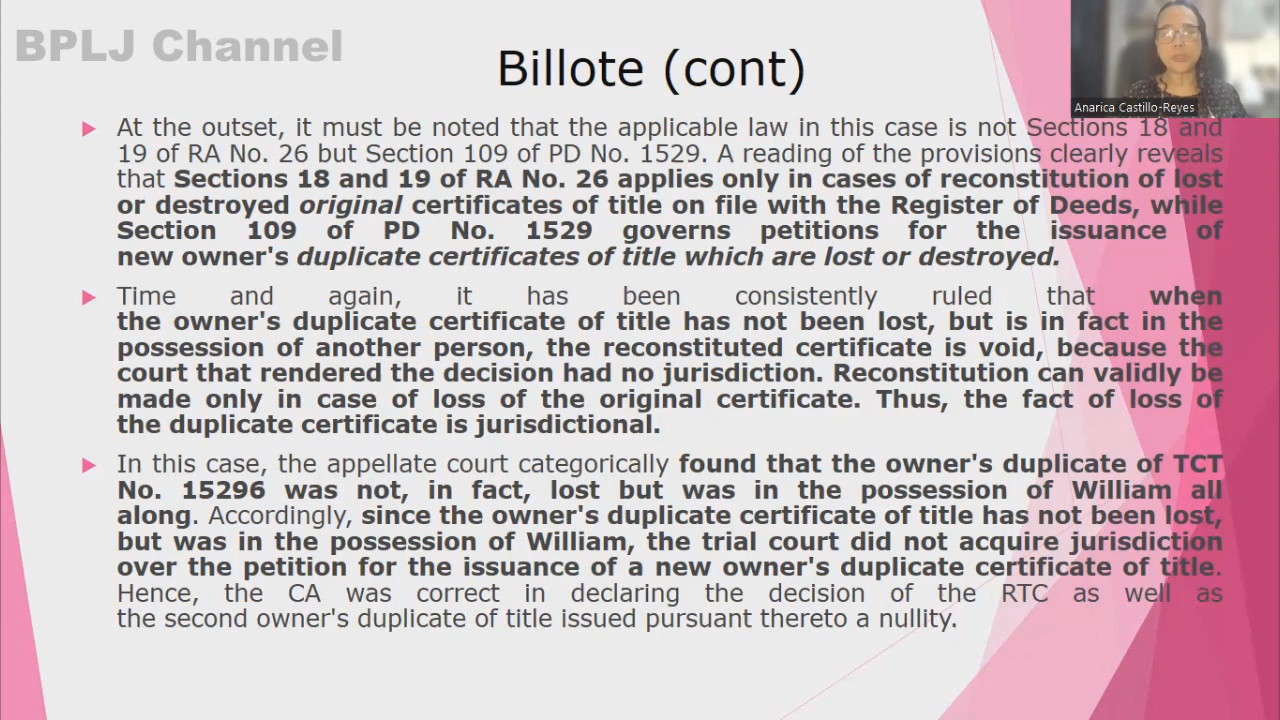 BPLJ Channel
Billote (cont)
Anarica Castillo-Reyes
At the outset, it must be noted that the applicable law in this case is not Sections 18 and
19 of RA No. 26 but Section 109 of PD No. 1529. A reading of the provisions clearly reveals
that Sections 18 and 19 of RA No. 26 applies only in cases of reconstitution of lost
or destroyed original certificates of title on file with the Register of Deeds, while
Section 109 of PD No. 1529 governs petitions for the issuance of
new owner's duplicate certificates of title which are lost or destroyed.
Time and again, it has been consistently ruled that when
the owner's duplicate certificate of title has not been lost, but is in fact in the
possession of another person, the reconstituted certificate is void, because the
court that rendered the decision had no jurisdiction. Reconstitution can validly be
made only in case of loss of the original certificate. Thus, the fact of loss of
the duplicate certificate is jurisdictional.
In this case, the appellate court categorically found that the owner's duplicate of TCT
No. 15296 was not, in fact, lost but was in the possession of William all
along. Accordingly, since the owner's duplicate certificate of title has not been lost,
but was in the possession of William, the trial court did not acquire jurisdiction
over the petition for the issuance of a new owner's duplicate certificate of title.
Hence, the CA was correct in declaring the decision of the RTC as well as
the second owner's duplicate of title issued pursuant thereto a nullity.